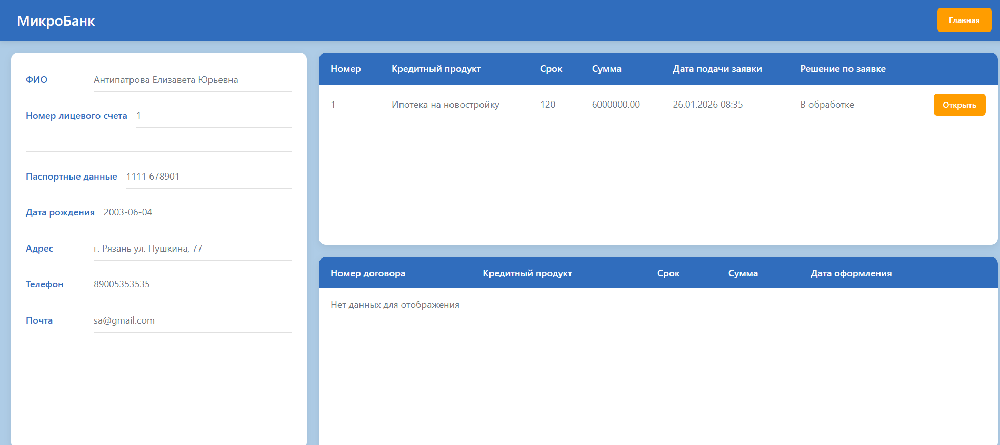 МикроБанк
Главная
ФИО Антипатрова Елизавета Юрьевна
Номер лицевого счета 1
Паспортные данные 1111 678901
Дата рождения 2003-06-04
Адрес г. Рязань ул. Пушкина, 77
Телефон 89005353535
Почта sa@gmail.com
Номер Кредитный продукт Срок Сумма Дата подачи заявки Решение по заявке
1 Ипотека на новостройку 120 6000000.00 26.01.2026 08:35 В обработке Открыть
Номер договора Кредитный продукт Срок Сумма Дата оформления
Нет данных для отображения